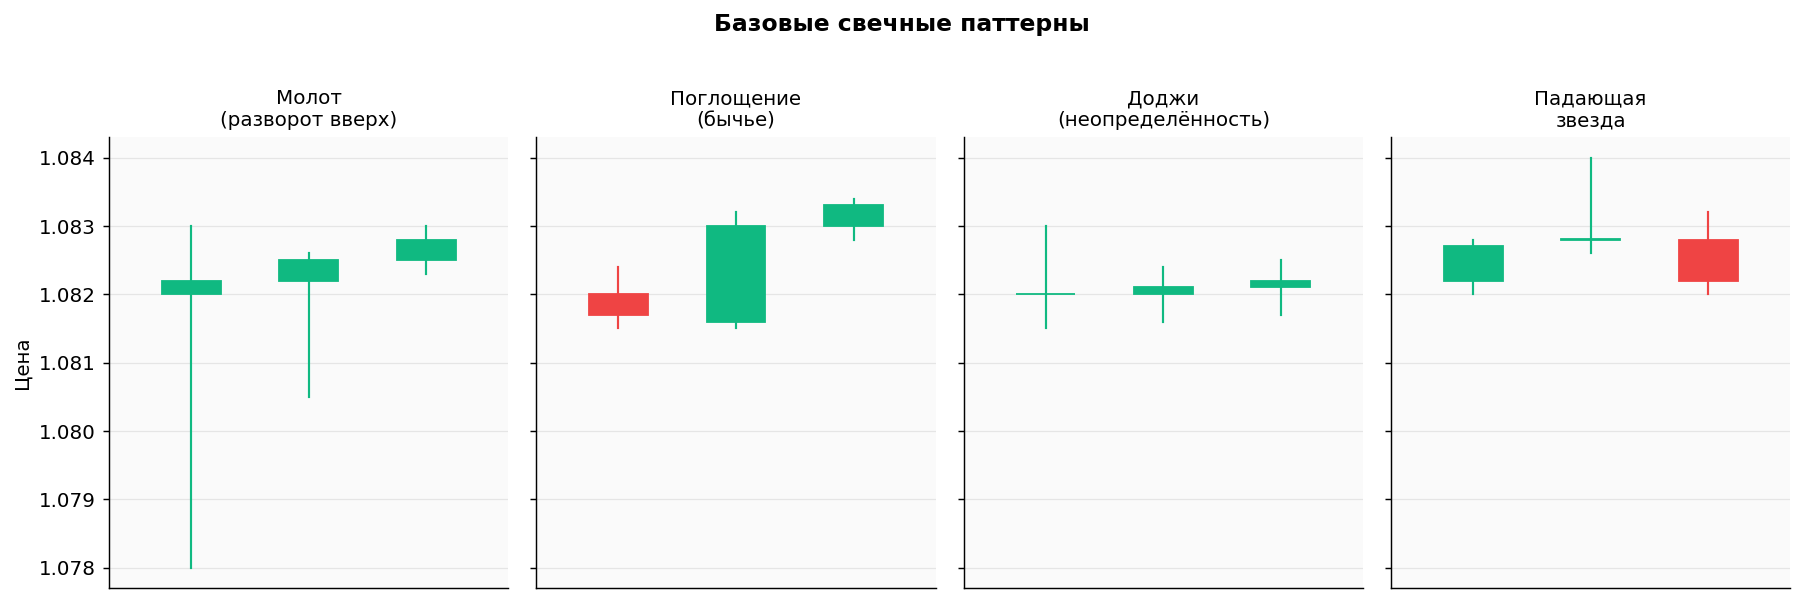 Базовые свечные паттерны
Молот
(разворот вверх)
Поглощение
(бычье)
Доджи
(неопределённость)
Падающая
звезда
Цена
1.084
1.083
1.082
1.081
1.080
1.079
1.078